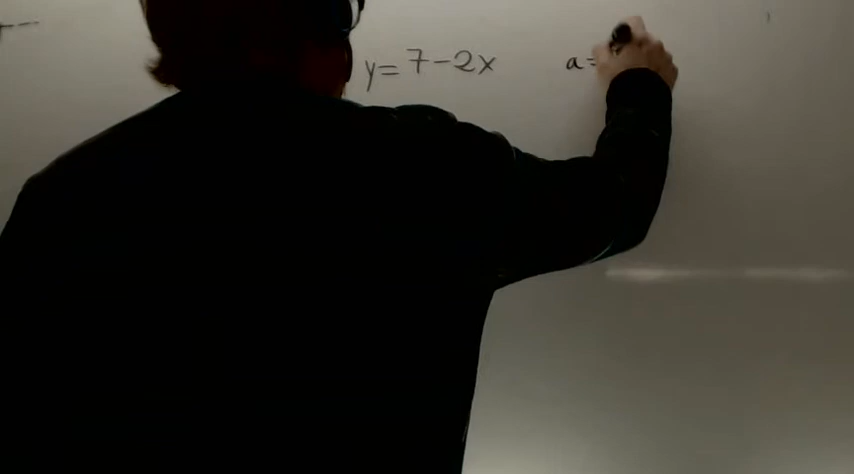 y = 7 - 2x a =